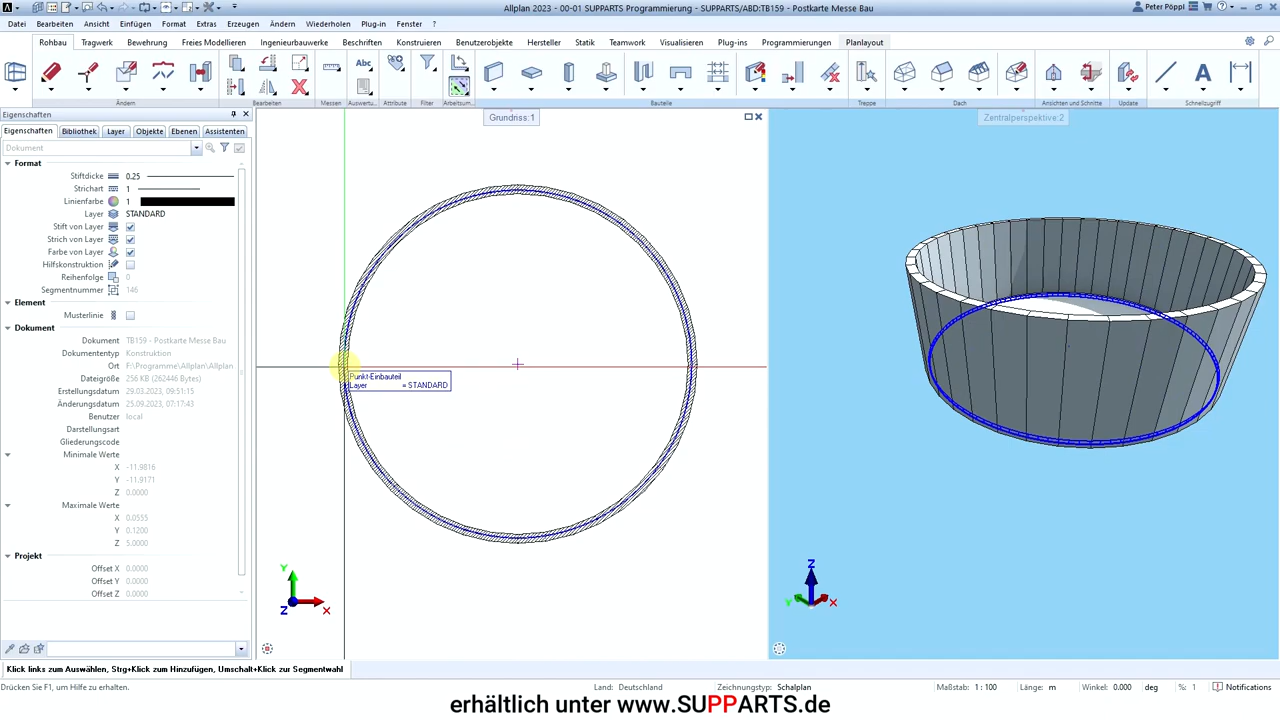 Allplan 2023 - 00-01 SUPPARTS Programmierung - SUPPARTS/ABD:TB159 - Postkarte Messe Bau
Peter Pöppl
Datei Bearbeiten Ansicht Einfügen Format Extras Erzeugen Ändern Wiederholen Plug-in Fenster ?
Rohbau Tragwerk Bewehrung Freies Modellieren Ingenieurbauwerke Beschriften Konstruieren Benutzerobjekte Hersteller Statik Teamwork Visualisieren Plug-ins Programmierungen Planlayout
Abc
A
Ändern Bearbeiten Messen Auswertu... Attribute Filter Arbeitsum... Bauteile Treppe Dach Ansichten und Schnitte Update Schnellzugriff
Eigenschaften
Eigenschaften Bibliothek Layer Objekte Ebenen Assistenten
Dokument
Format
Stiftdicke 0.25
Strichart 1
Linienfarbe 1
Layer STANDARD
Stift von Layer
Strich von Layer
Farbe von Layer
Hilfskonstruktion
Reihenfolge 0
Segmentnummer 146
Element
Musterlinie
Dokument
Dokument TB159 - Postkarte Messe Bau
Dokumententyp Konstruktion
Ort F:\Programme\Allplan\Allplan
Dateigröße 256 KB (262446 Bytes)
Erstellungsdatum 29.03.2023, 09:51:15
Änderungsdatum 25.09.2023, 07:17:43
Benutzer local
Darstellungsart
Gliederungscode
Minimale Werte
X -11.9816
Y -11.9171
Z 0.0000
Maximale Werte
X 0.0555
Y 0.1200
Z 5.0000
Projekt
Offset X 0.0000
Offset Y 0.0000
Offset Z 0.0000
Grundriss:1
Punkt-Einbauteil
Layer = STANDARD
Y
Z
X
Zentralperspektive:2
Z
Y
X
Klick links zum Auswählen, Strg+Klick zum Hinzufügen, Umschalt+Klick zur Segmentwahl
Drücken Sie F1, um Hilfe zu erhalten.
Land: Deutschland
Zeichnungstyp: Schalplan
Maßstab: 1 : 100
Länge: m
Winkel: 0.000 deg
%: 1
Notifications
erhältlich unter www.SUPPARTS.de